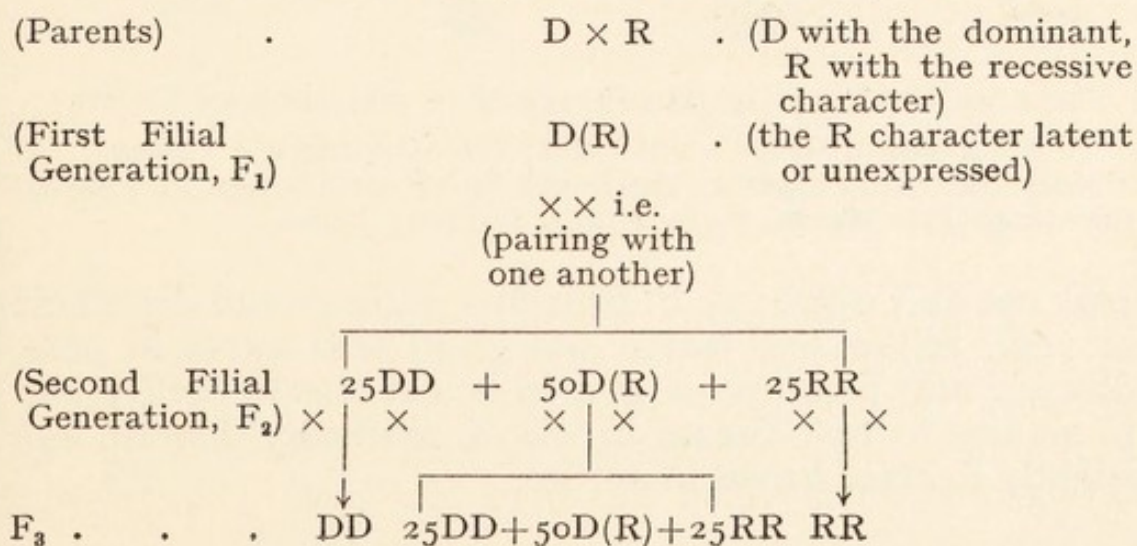 (Parents) . D × R . (D with the dominant,
R with the recessive
character)
(First Filial D(R) . (the R character latent
Generation, F₁) or unexpressed)
× × i.e.
(pairing with
one another)
(Second Filial 25DD + 50D(R) + 25RR
Generation, F₂) × × × × × ×
F₃ . . . DD 25DD+50D(R)+25RR RR